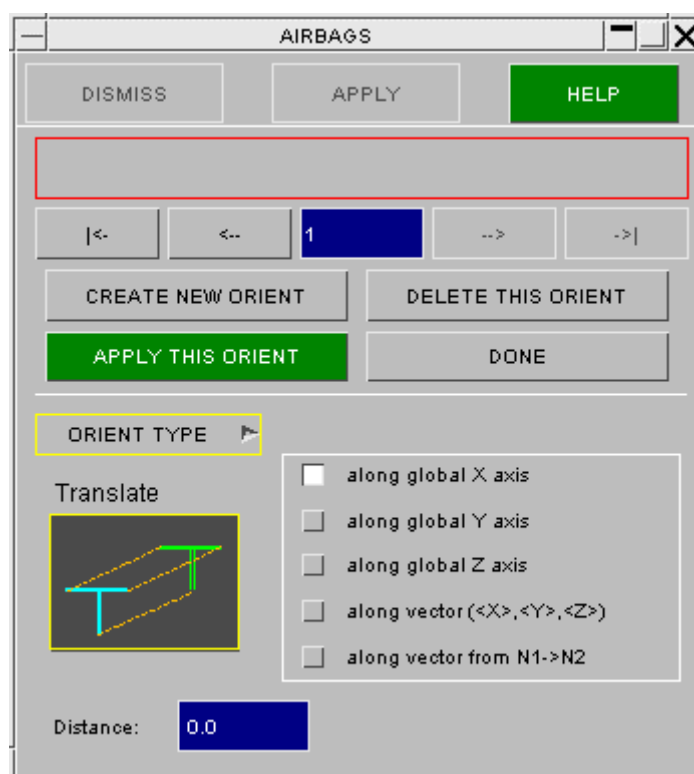 AIRBAGS
DISMISS APPLY HELP
|<- <-- 1 --> ->|
CREATE NEW ORIENT DELETE THIS ORIENT
APPLY THIS ORIENT DONE
ORIENT TYPE
Translate
along global X axis
along global Y axis
along global Z axis
along vector (<X>,<Y>,<Z>)
along vector from N1->N2
Distance: 0.0